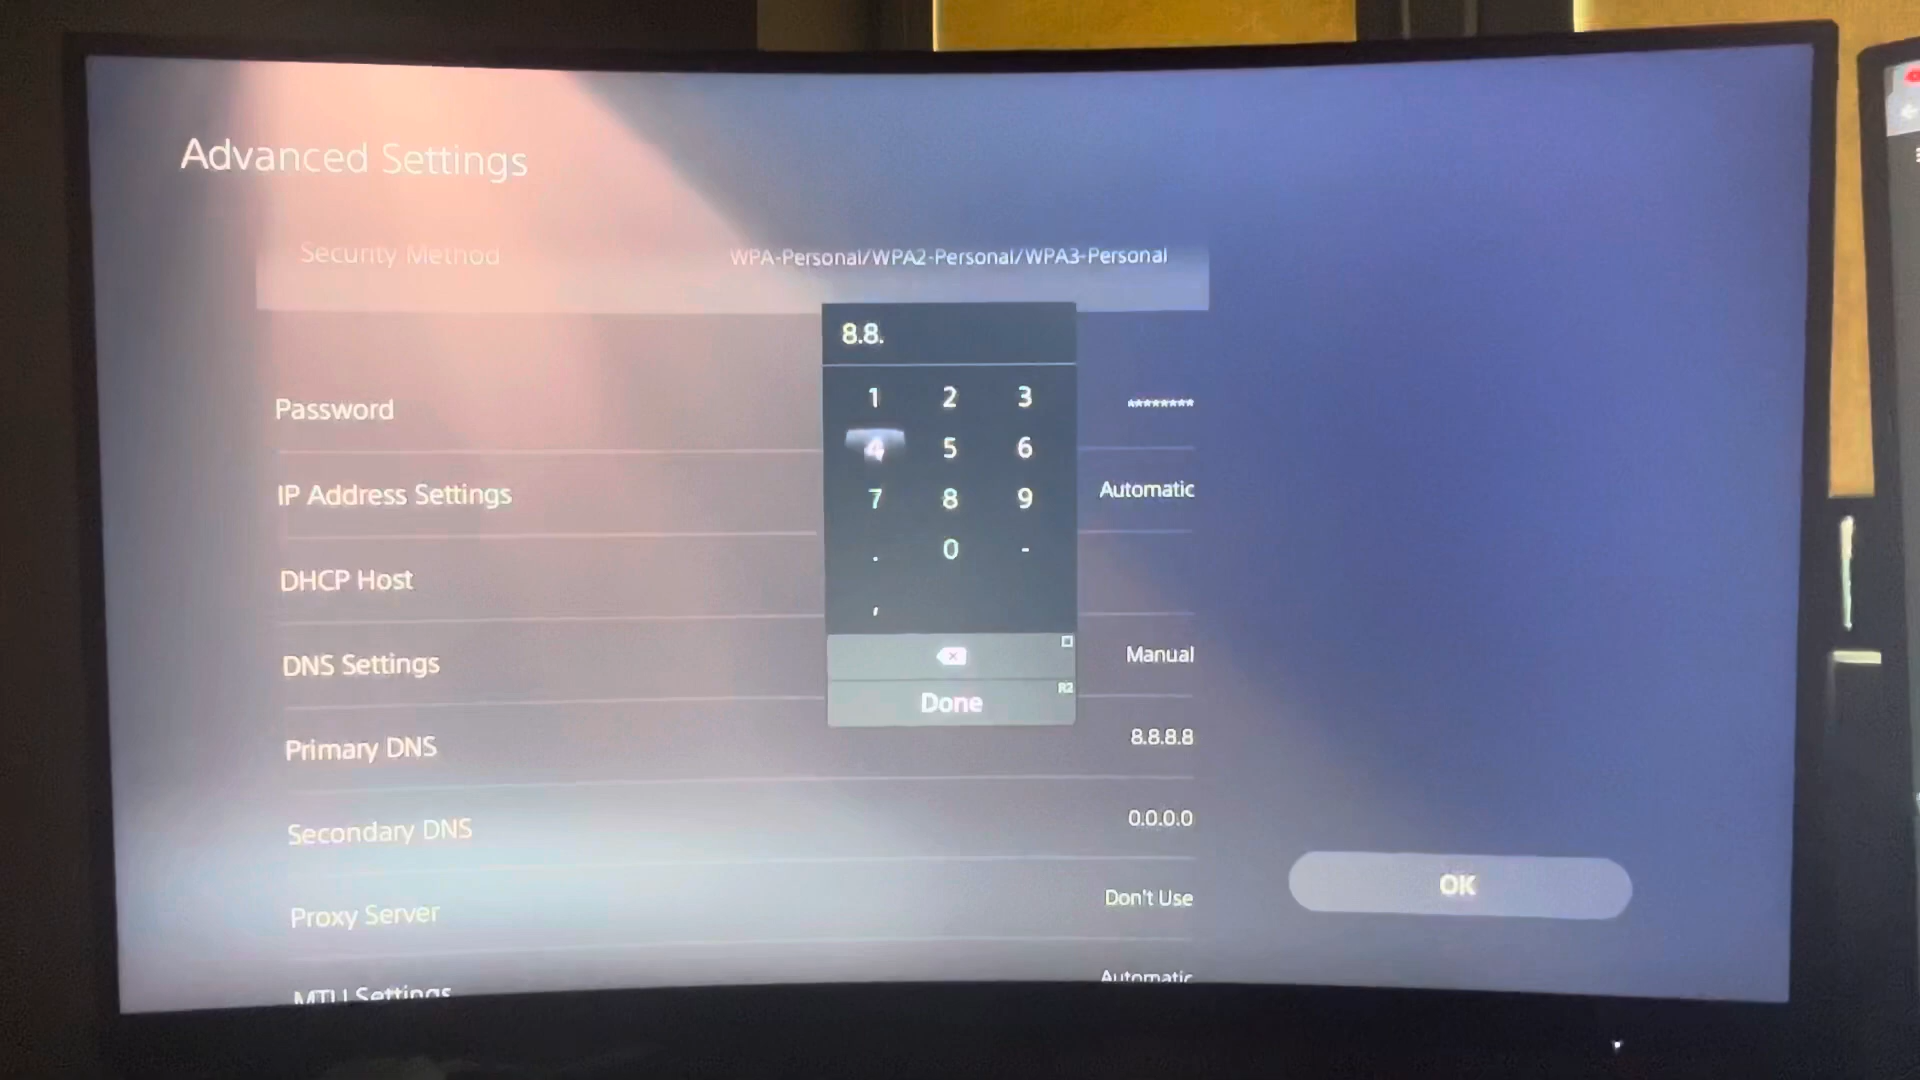 Advanced Settings
Security Method WPA-Personal/WPA2-Personal/WPA3-Personal
8.8.
1 2 3
Password ********
4 5 6
IP Address Settings Automatic
7 8 9
. 0 -
DHCP Host
,
DNS Settings Manual
Done R2
Primary DNS 8.8.8.8
Secondary DNS 0.0.0.0
OK
Proxy Server Don't Use
MTU Settings Automatic